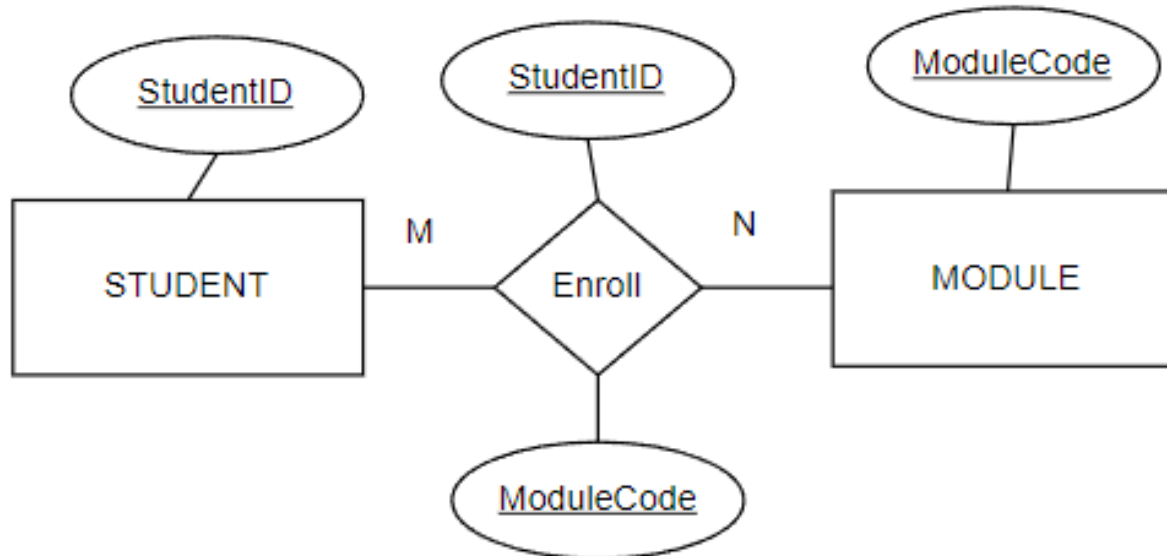 StudentID
StudentID
ModuleCode
STUDENT
M
Enroll
N
MODULE
ModuleCode